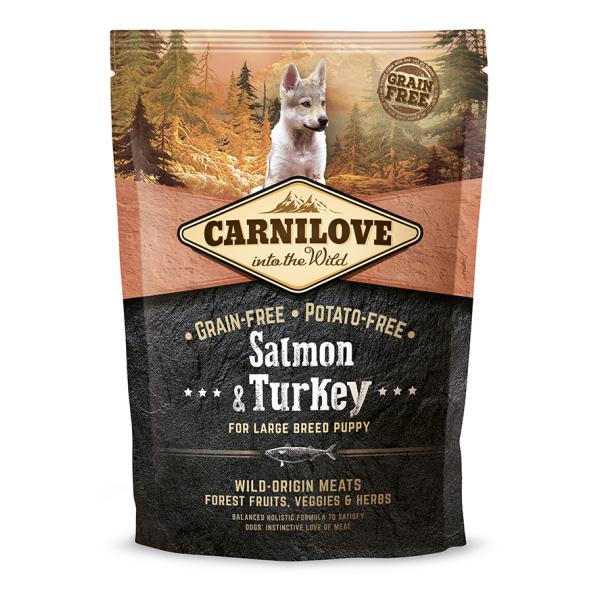 GRAIN
FREE
CARNILOVE
into the Wild
• GRAIN-FREE • POTATO-FREE •
Salmon
& Turkey
FOR LARGE BREED PUPPY
WILD-ORIGIN MEATS
FOREST FRUITS, VEGGIES & HERBS
BALANCED HOLISTIC FORMULA TO SATISFY
DOGS' INSTINCTIVE LOVE OF MEAT